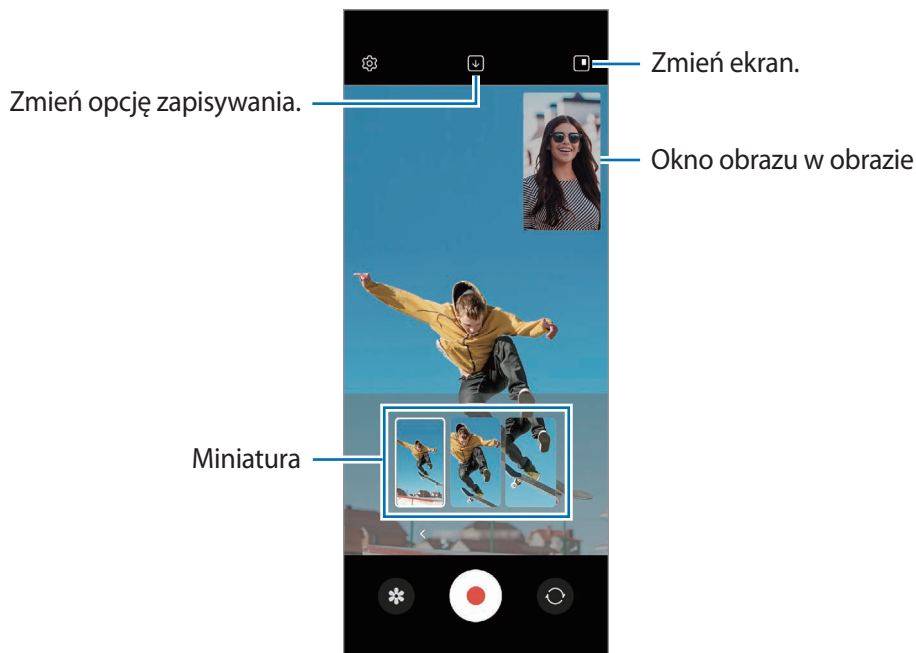 Zmień ekran.
Zmień opcję zapisywania.
Okno obrazu w obrazie
Miniatura